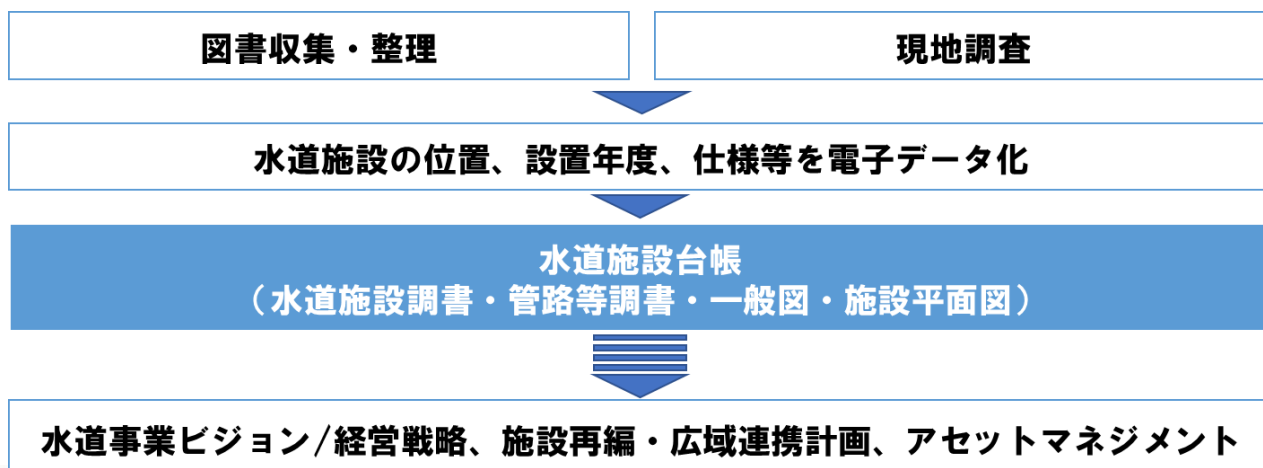 図書収集・整理
現地調査
水道施設の位置、設置年度、仕様等を電子データ化
水道施設台帳
（水道施設調書・管路等調書・一般図・施設平面図）
水道事業ビジョン/経営戦略、施設再編・広域連携計画、アセットマネジメント